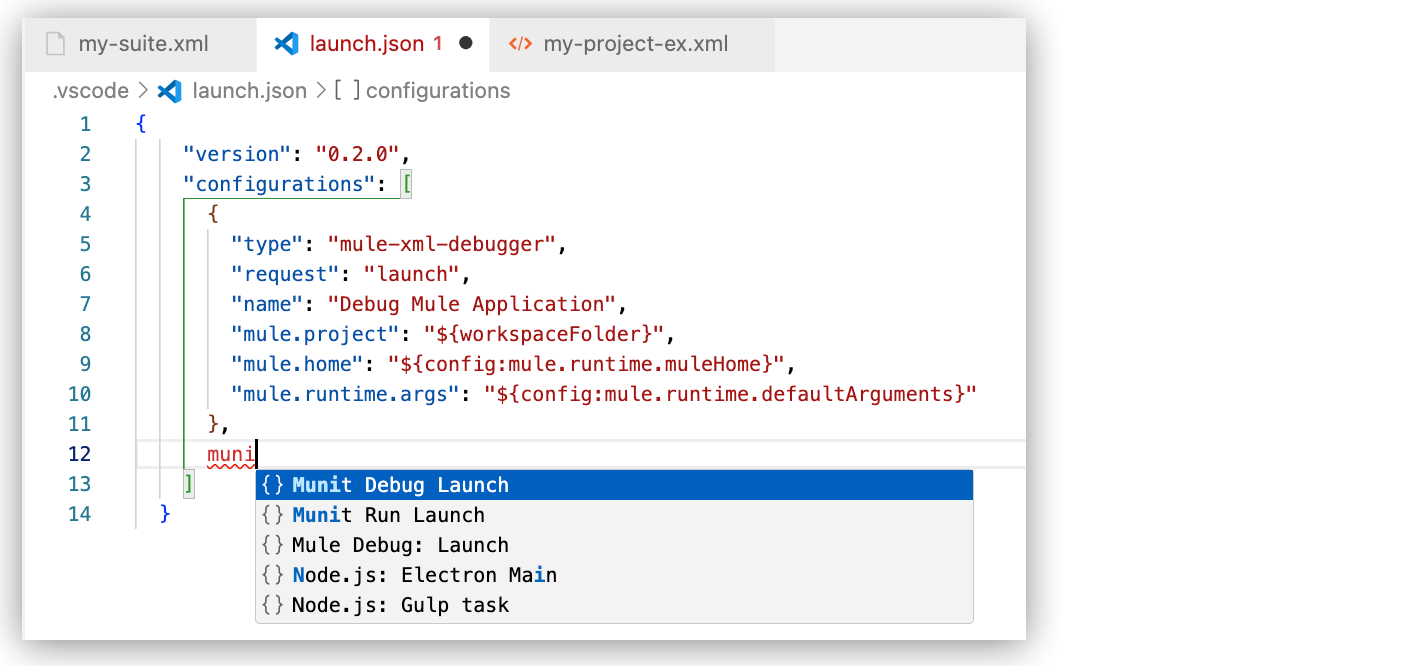 my-suite.xml launch.json 1 my-project-ex.xml
.vscode > launch.json > [ ] configurations
1 {
2 "version": "0.2.0",
3 "configurations": [
4 {
5 "type": "mule-xml-debugger",
6 "request": "launch",
7 "name": "Debug Mule Application",
8 "mule.project": "${workspaceFolder}",
9 "mule.home": "${config:mule.runtime.muleHome}",
10 "mule.runtime.args": "${config:mule.runtime.defaultArguments}"
11 },
12 muni
13 ]
{} Munit Debug Launch
14 }
{} Munit Run Launch
{} Mule Debug: Launch
{} Node.js: Electron Main
{} Node.js: Gulp task